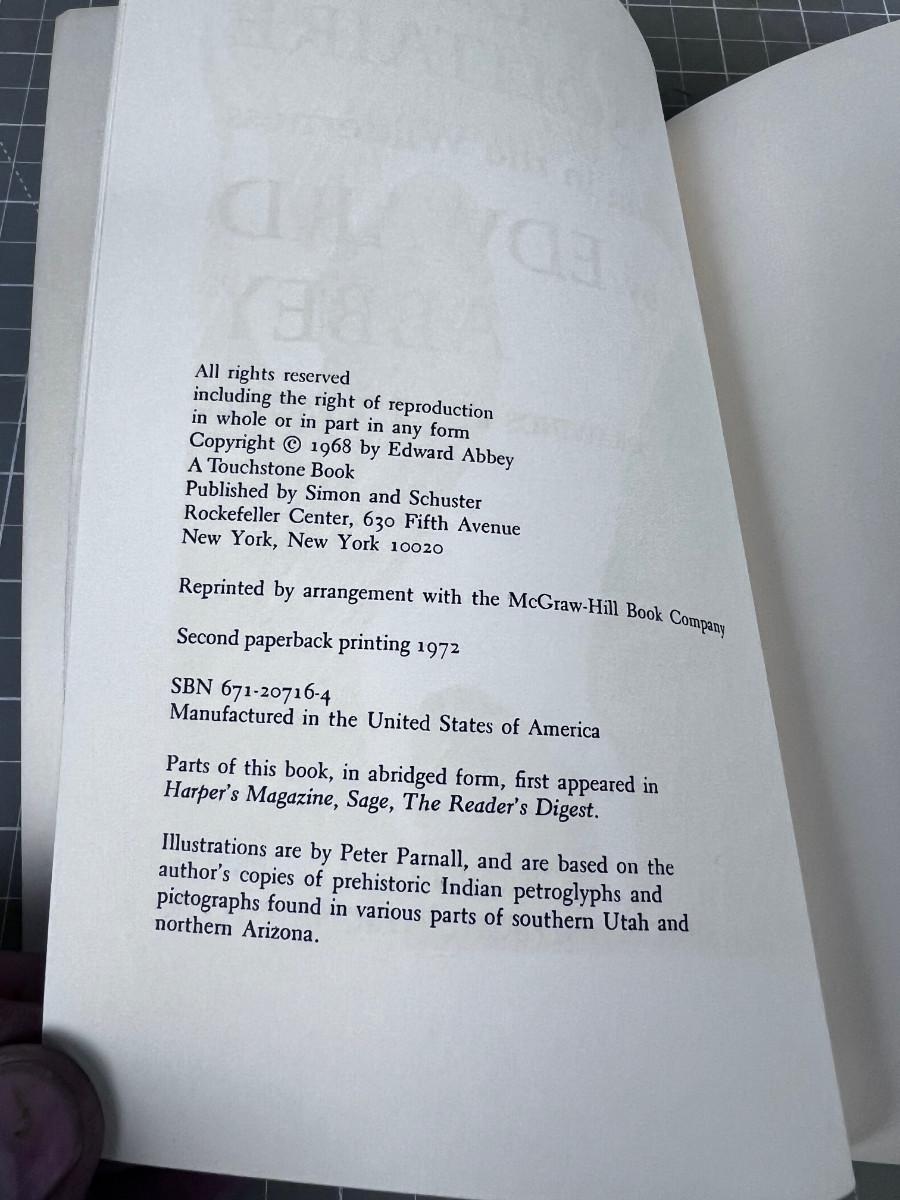 All rights reserved
including the right of reproduction
in whole or in part in any form
Copyright © 1968 by Edward Abbey
A Touchstone Book
Published by Simon and Schuster
Rockefeller Center, 630 Fifth Avenue
New York, New York 10020
Reprinted by arrangement with the McGraw-Hill Book Company
Second paperback printing 1972
SBN 671-20716-4
Manufactured in the United States of America
Parts of this book, in abridged form, first appeared in
Harper's Magazine, Sage, The Reader's Digest.
Illustrations are by Peter Parnall, and are based on the
author's copies of prehistoric Indian petroglyphs and
pictographs found in various parts of southern Utah and
northern Arizona.